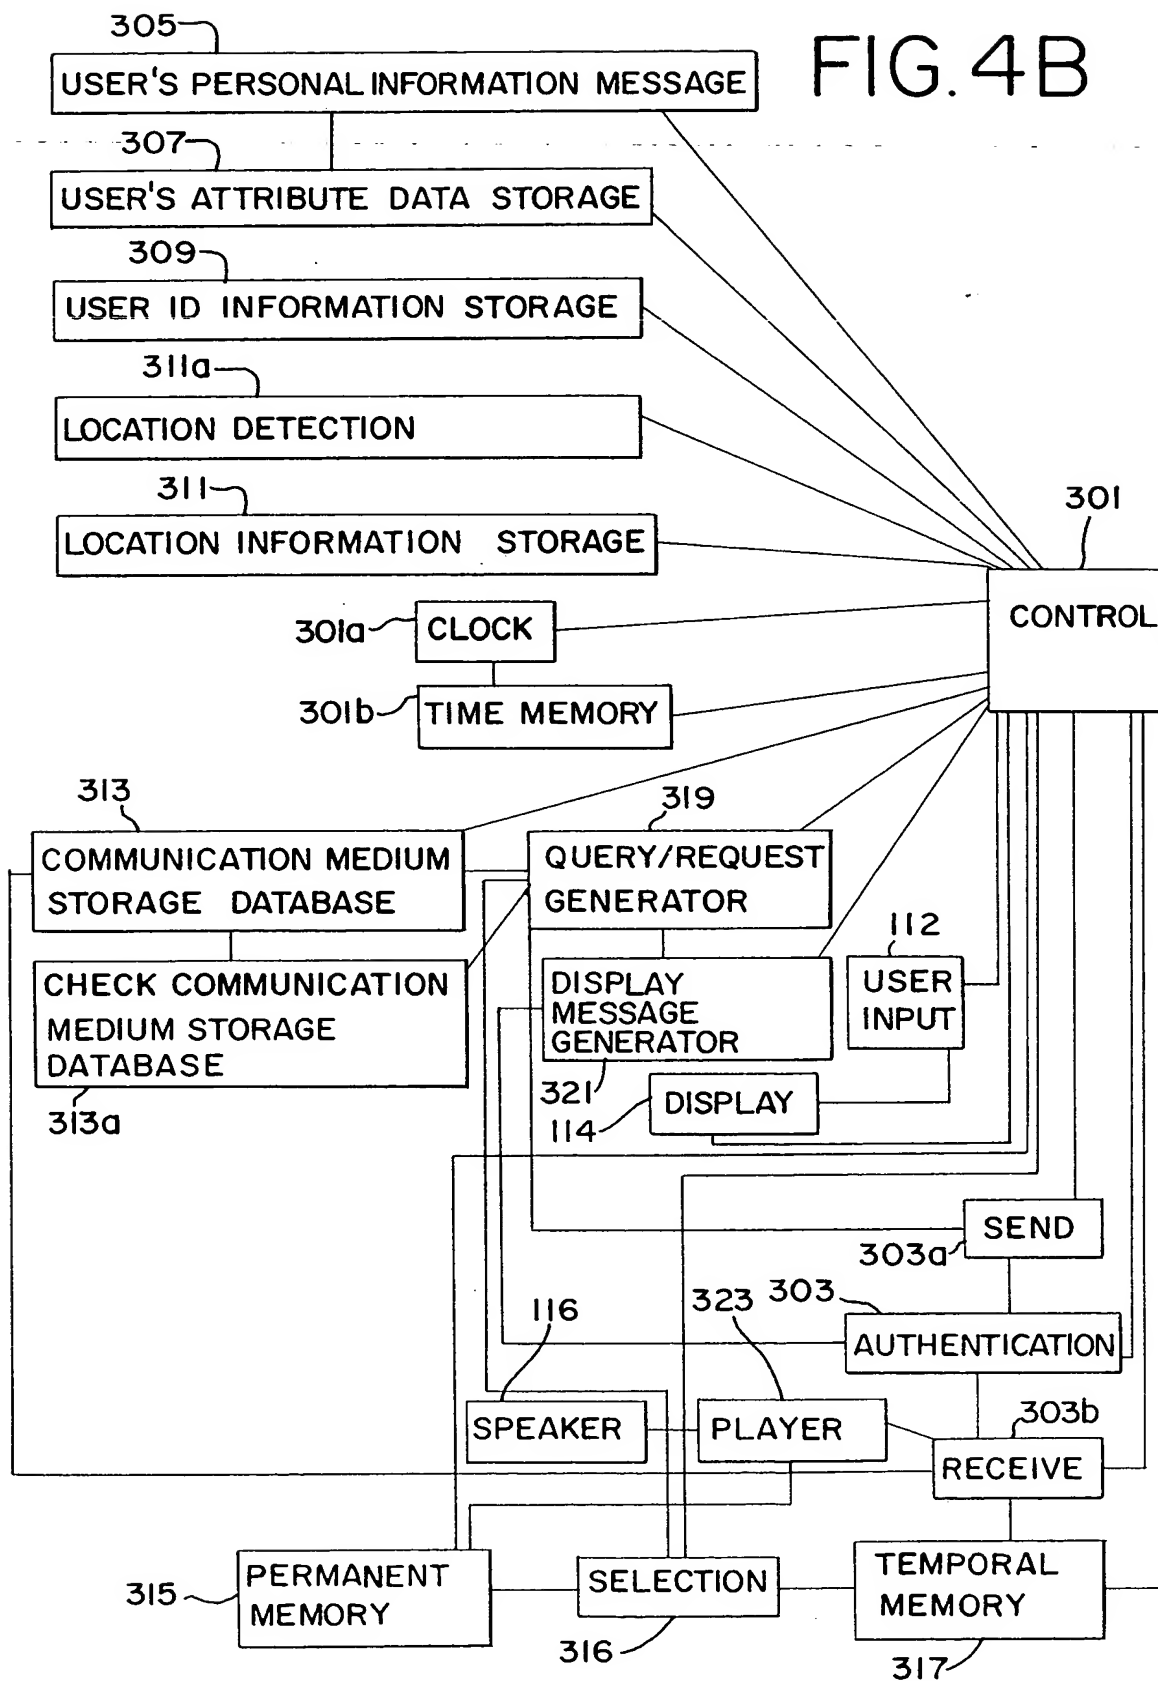 FIG. 4B
305
USER'S PERSONAL INFORMATION MESSAGE
307
USER'S ATTRIBUTE DATA STORAGE
309
USER ID INFORMATION STORAGE
311a
LOCATION DETECTION
311
LOCATION INFORMATION STORAGE
301
CONTROL
301a
CLOCK
301b
TIME MEMORY
313
COMMUNICATION MEDIUM
STORAGE DATABASE
319
QUERY/REQUEST
GENERATOR
112
USER
INPUT
CHECK COMMUNICATION
MEDIUM STORAGE
DATABASE
313a
DISPLAY
MESSAGE
GENERATOR
321
DISPLAY
114
SEND
303a
303
AUTHENTICATION
116
SPEAKER
323
PLAYER
303b
RECEIVE
PERMANENT
MEMORY
315
SELECTION
316
TEMPORAL
MEMORY
317